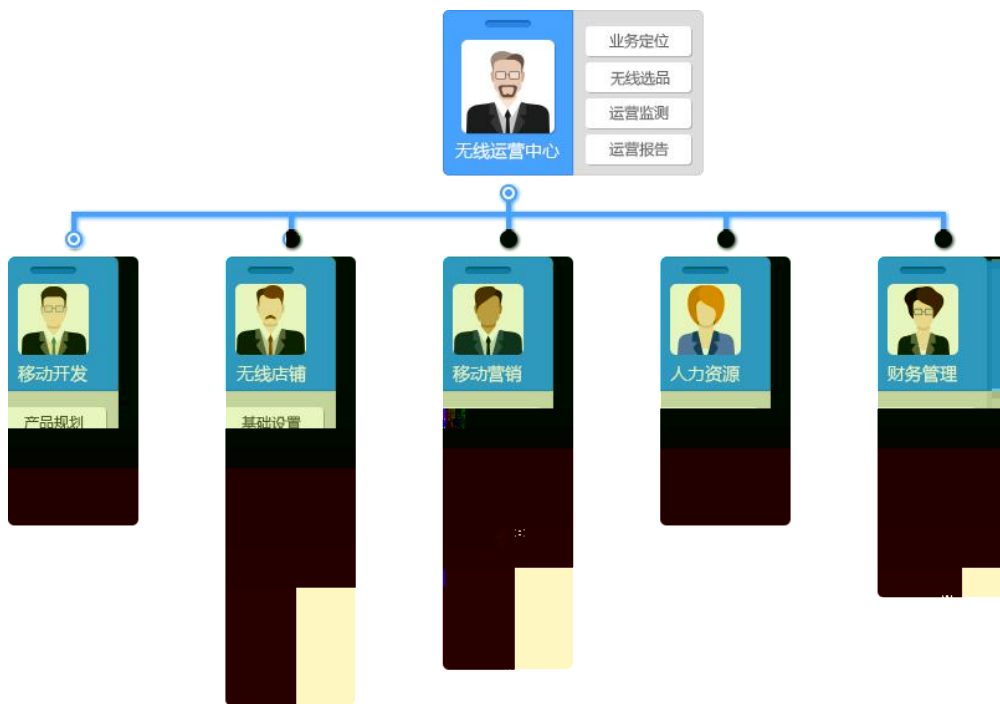 业务定位
无线选品
运营监测
运营报告
无线运营中心
移动开发
无线店铺
移动营销
人力资源
财务管理
产品规划
基础设置